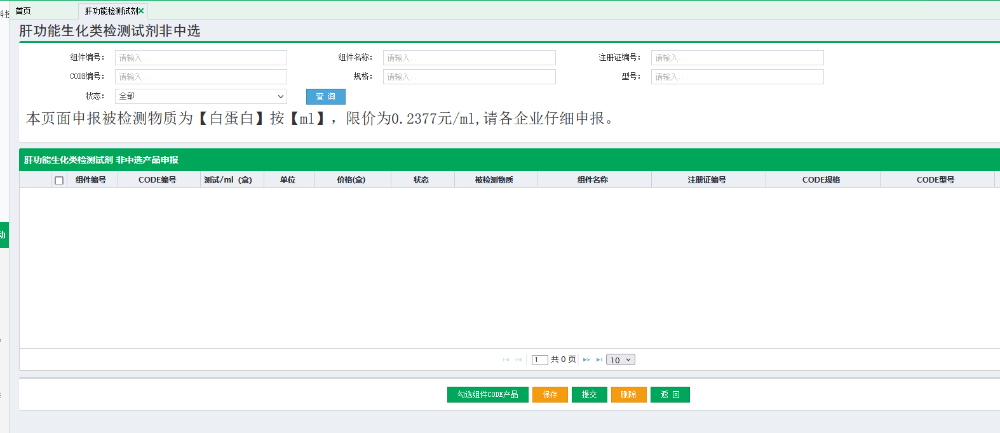 首页 肝功能检测试剂
肝功能生化类检测试剂非中选
组件编号： 请输入... 组件名称： 请输入... 注册证编号： 请输入...
CODE编号： 请输入... 规格： 请输入... 型号： 请输入...
状态： 全部 查 询
本页面申报被检测物质为【白蛋白】按【ml】，限价为0.2377元/ml,请各企业仔细申报。
肝功能生化类检测试剂 非中选产品申报
组件编号 CODE编号 测试/ml（盒） 单位 价格(盒) 状态 被检测物质 组件名称 注册证编号 CODE规格 CODE型号
1 共 0 页 10
勾选组件CODE产品 保存 提交 删除 返 回